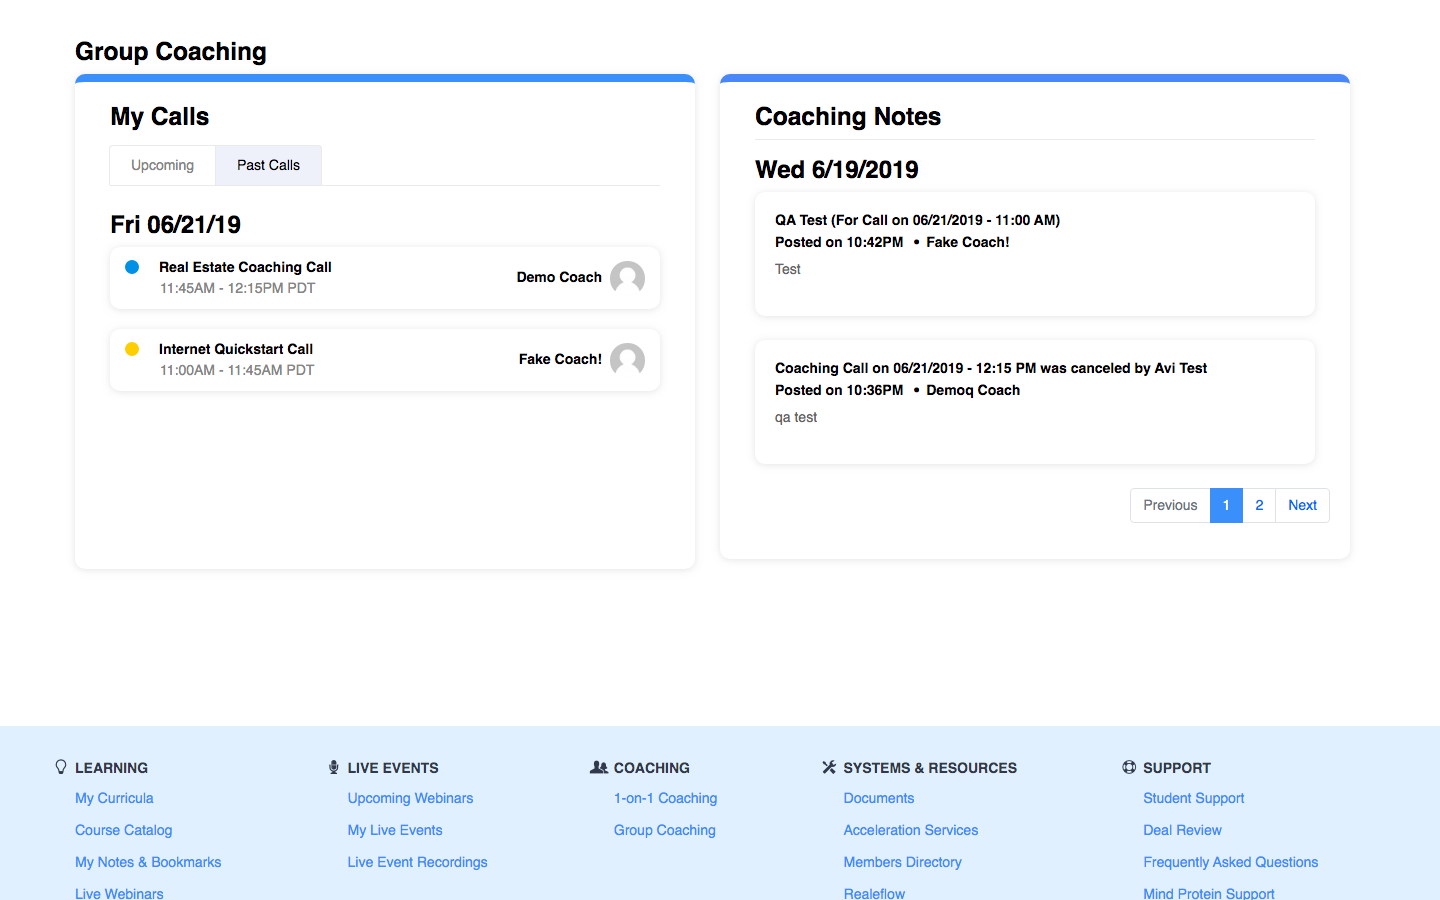 Group Coaching
My Calls
Upcoming
Past Calls
Fri 06/21/19
Real Estate Coaching Call
11:45AM - 12:15PM PDT
Demo Coach
Internet Quickstart Call
11:00AM - 11:45AM PDT
Fake Coach!
Coaching Notes
Wed 6/19/2019
QA Test (For Call on 06/21/2019 - 11:00 AM)
Posted on 10:42PM • Fake Coach!
Test
Coaching Call on 06/21/2019 - 12:15 PM was canceled by Avi Test
Posted on 10:36PM • Demoq Coach
qa test
Previous 1 2 Next
LEARNING
My Curricula
Course Catalog
My Notes & Bookmarks
Live Webinars
LIVE EVENTS
Upcoming Webinars
My Live Events
Live Event Recordings
COACHING
1-on-1 Coaching
Group Coaching
SYSTEMS & RESOURCES
Documents
Acceleration Services
Members Directory
Realeflow
SUPPORT
Student Support
Deal Review
Frequently Asked Questions
Mind Protein Support